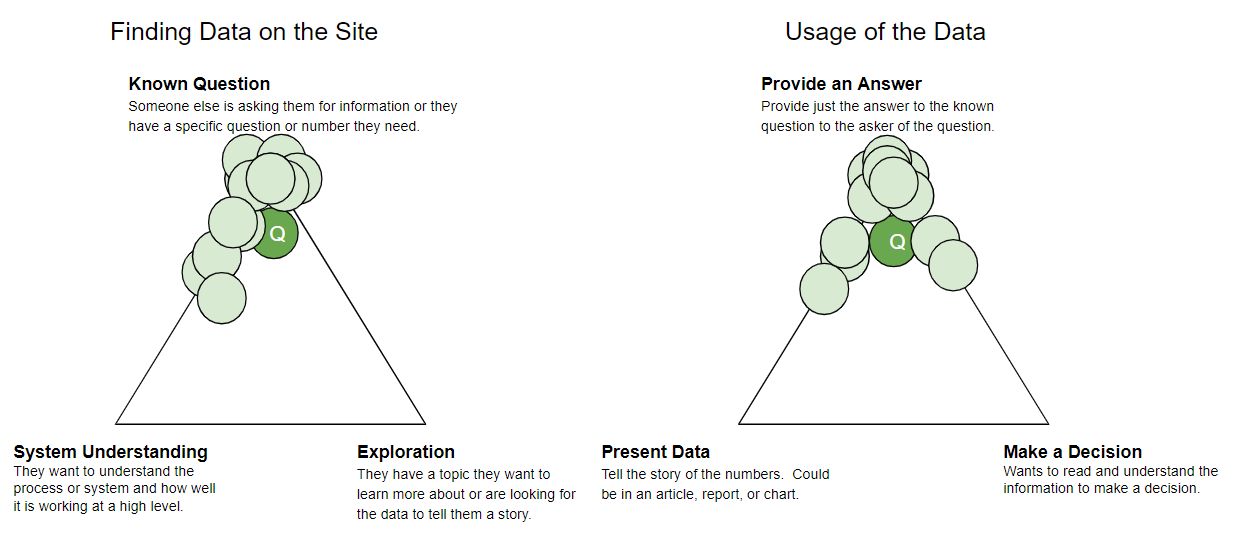 Finding Data on the Site
Known Question
Someone else is asking them for information or they
have a specific question or number they need.
Q
System Understanding
They want to understand the
process or system and how well
it is working at a high level.
Exploration
They have a topic they want to
learn more about or are looking for
the data to tell them a story.
Usage of the Data
Provide an Answer
Provide just the answer to the known
question to the asker of the question.
Q
Present Data
Tell the story of the numbers.  Could
be in an article, report, or chart.
Make a Decision
Wants to read and understand the
information to make a decision.